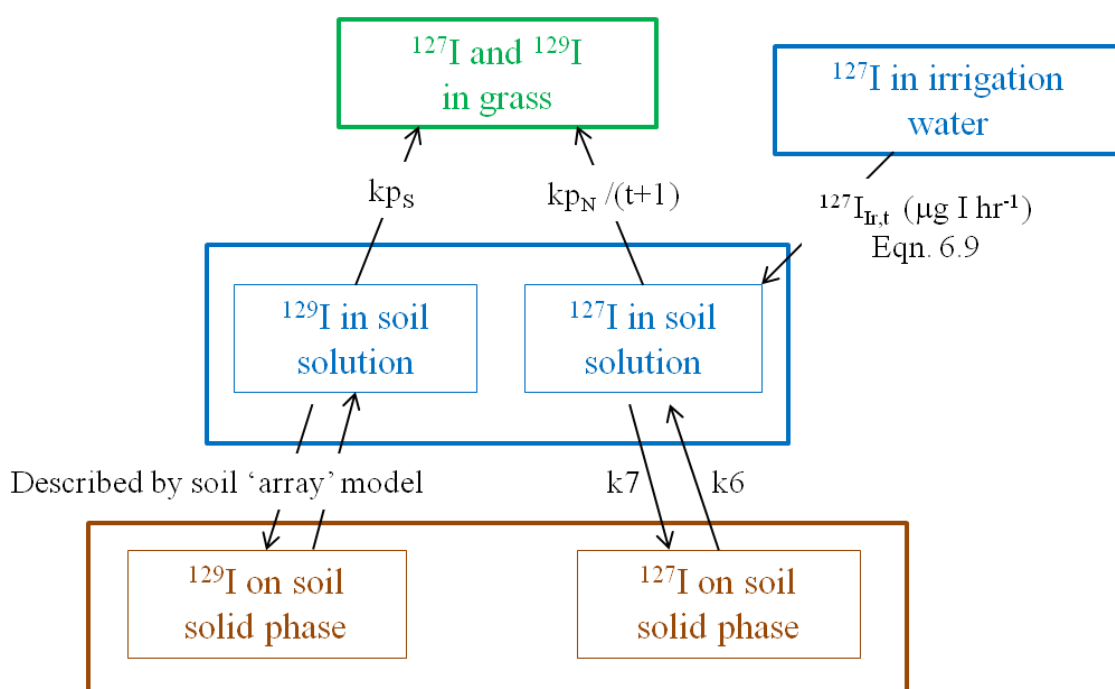 ¹²⁷I and ¹²⁹I
in grass
¹²⁷I in irrigation
water
kpₛ
kp_N /(t+1)
¹²⁷I_Ir,t (µg I hr⁻¹)
Eqn. 6.9
¹²⁹I in soil
solution
¹²⁷I in soil
solution
Described by soil ‘array’ model
k7
k6
¹²⁹I on soil
solid phase
¹²⁷I on soil
solid phase